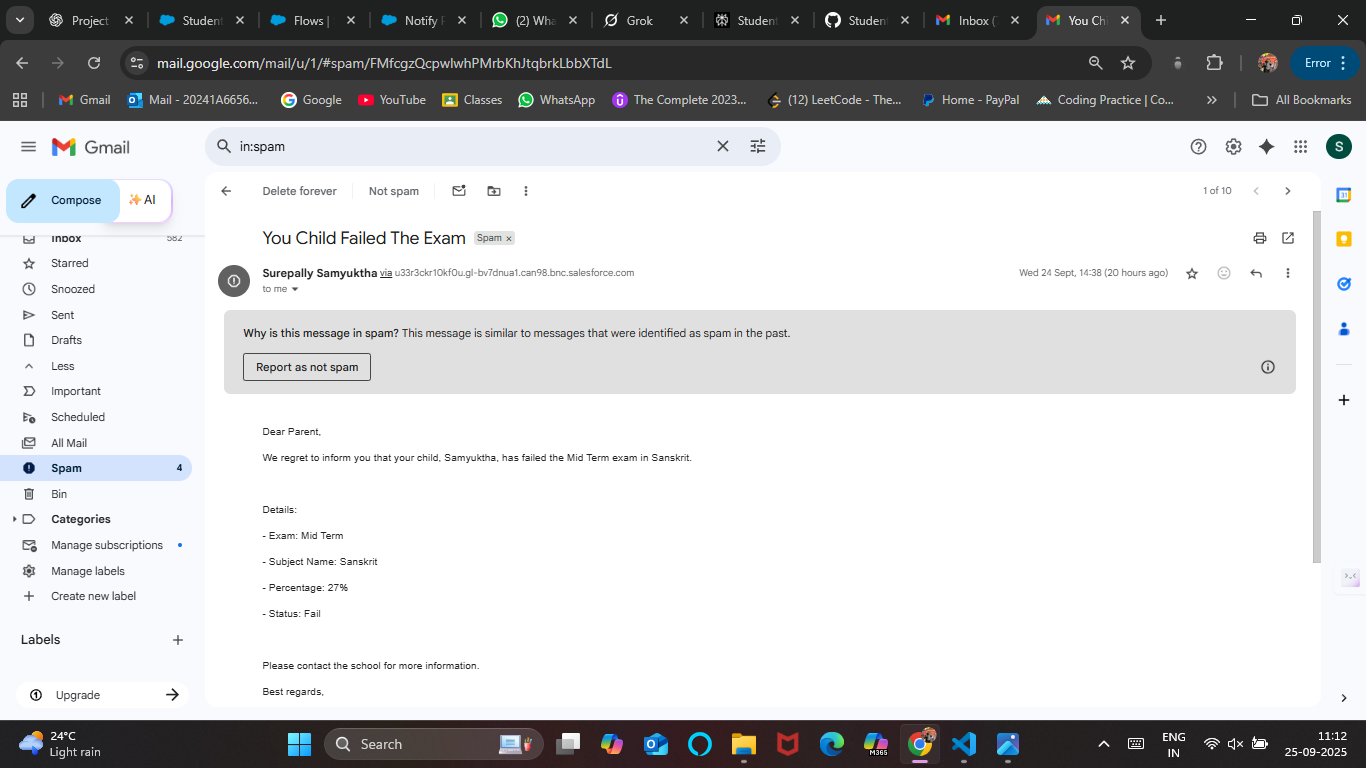 Project
Student
Flows |
Notify P
(2) Wha
Grok
Student
Student
Inbox (
You Chi
mail.google.com/mail/u/1/#spam/FMfcgzQcpwlwhPMrbKhJtqbrkLbbXTdL
Error
Gmail
Mail - 20241A6656...
Google
YouTube
Classes
WhatsApp
The Complete 2023...
(12) LeetCode - The...
Home - PayPal
Coding Practice | Co...
All Bookmarks
Gmail
in:spam
S
Compose
AI
Inbox 582
Starred
Snoozed
Sent
Drafts
Less
Important
Scheduled
All Mail
Spam 4
Bin
Categories
Manage subscriptions
Manage labels
Create new label
Labels
Upgrade
Delete forever
Not spam
1 of 10
You Child Failed The Exam
Spam ×
Surepally Samyuktha via u33r3ckr10kf0u.gl-bv7dnua1.can98.bnc.salesforce.com
Wed 24 Sept, 14:38 (20 hours ago)
to me
Why is this message in spam? This message is similar to messages that were identified as spam in the past.
Report as not spam
Dear Parent,
We regret to inform you that your child, Samyuktha, has failed the Mid Term exam in Sanskrit.
Details:
- Exam: Mid Term
- Subject Name: Sanskrit
- Percentage: 27%
- Status: Fail
Please contact the school for more information.
Best regards,
24°C
Light rain
Search
M365
ENG
IN
11:12
25-09-2025